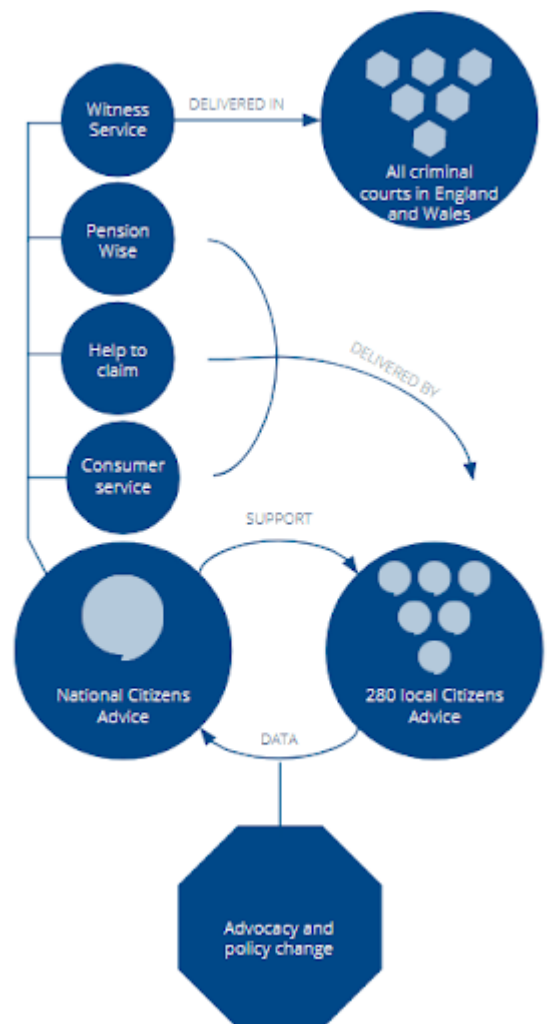 Witness
Service
DELIVERED IN
All criminal
courts in England
and Wales
Pension
Wise
Help to
claim
DELIVERED BY
Consumer
service
SUPPORT
National Citizens
Advice
280 local Citizens
Advice
DATA
Advocacy and
policy change